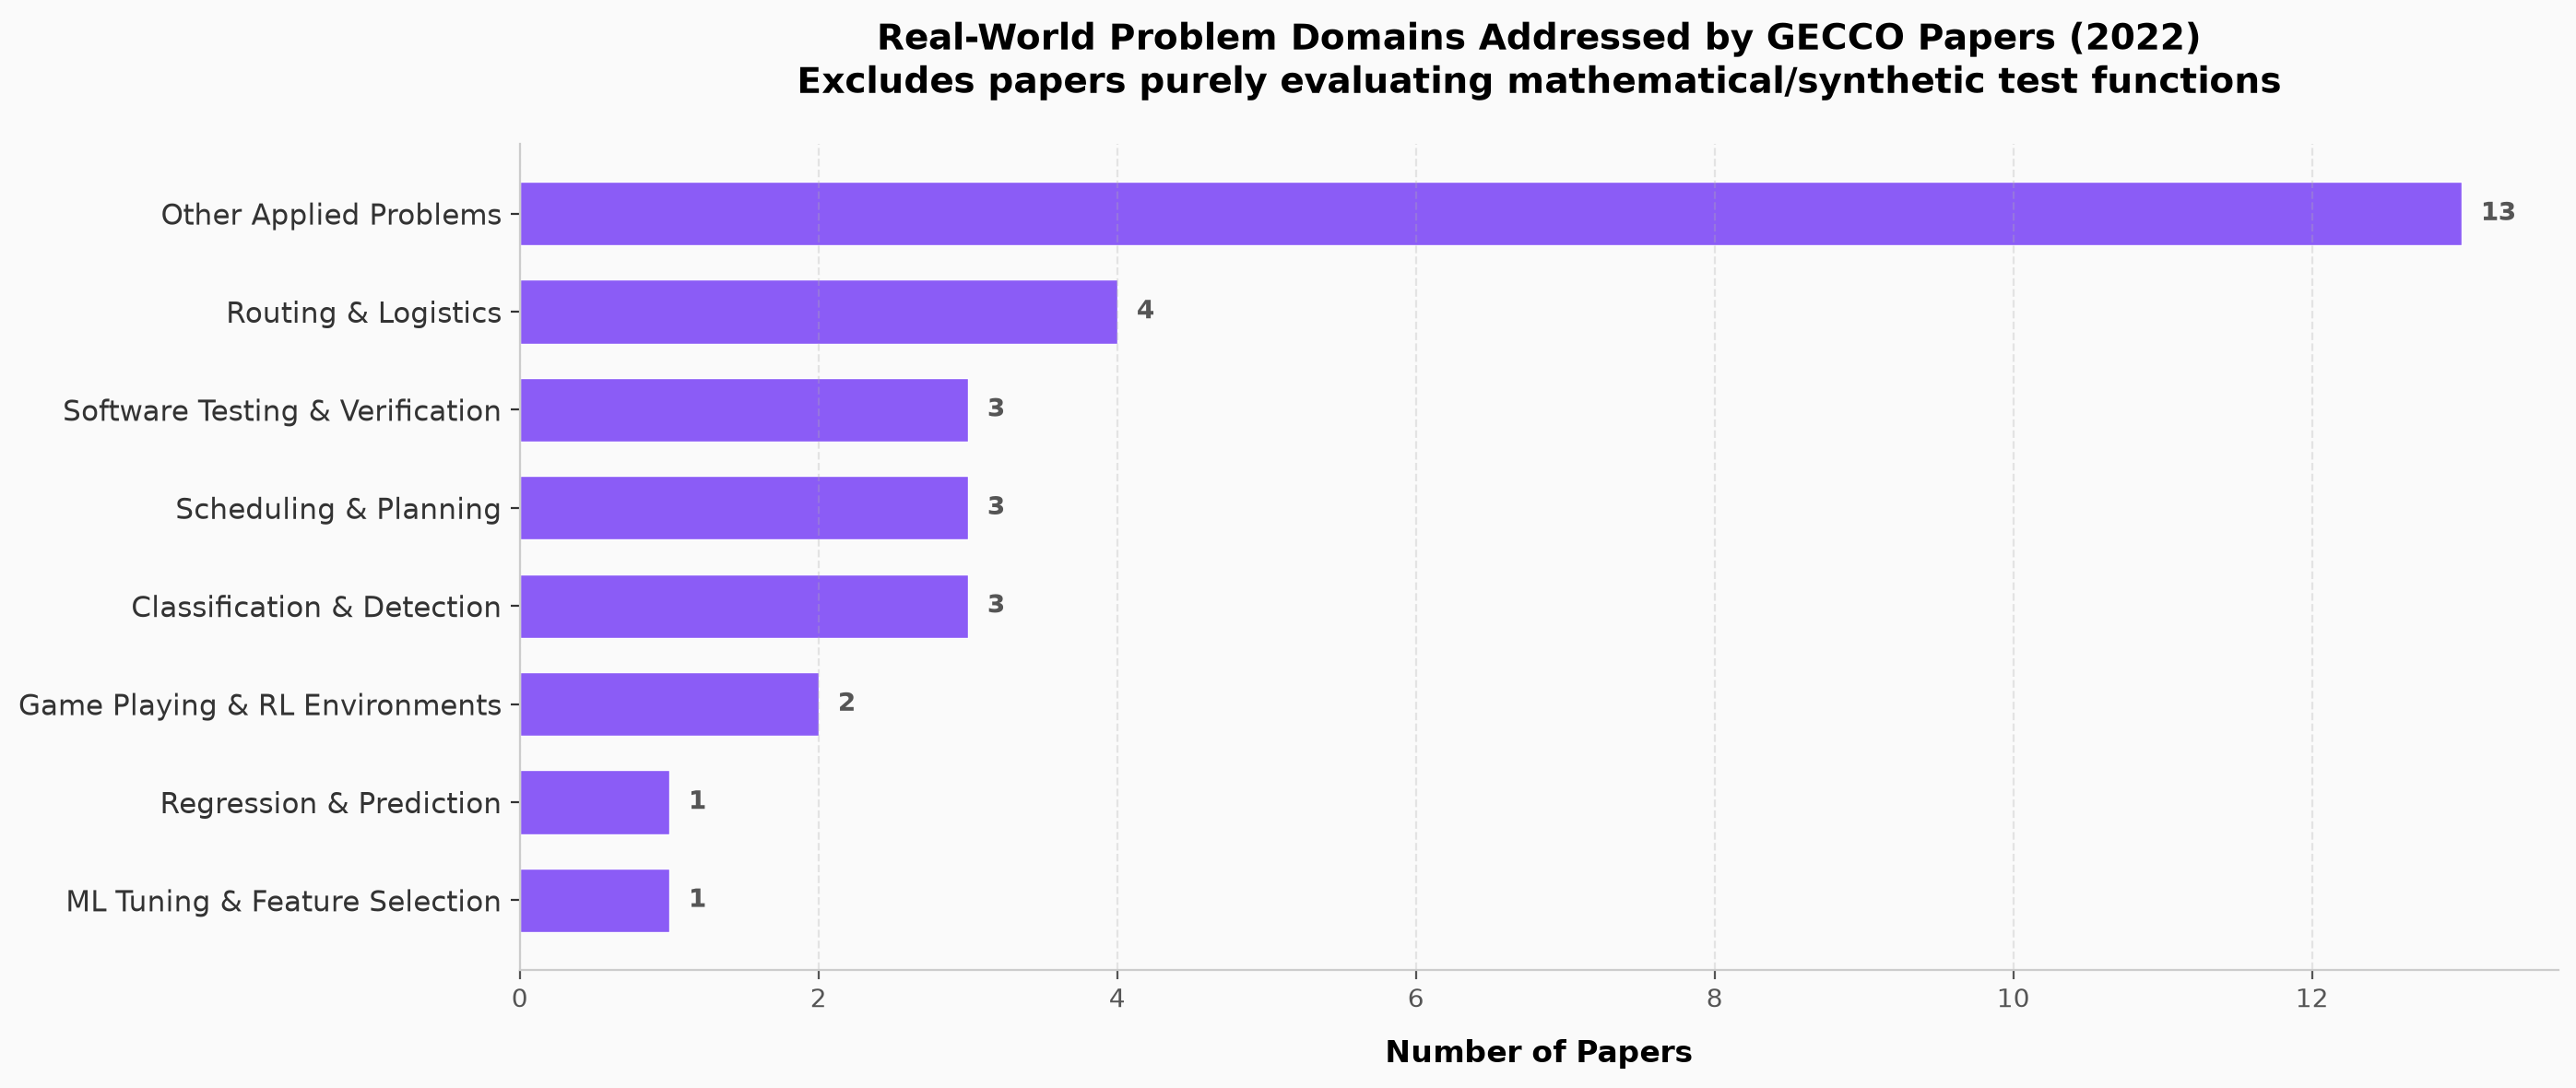 Real-World Problem Domains Addressed by GECCO Papers (2022)
Excludes papers purely evaluating mathematical/synthetic test functions
Other Applied Problems
13
Routing & Logistics
4
Software Testing & Verification
3
Scheduling & Planning
3
Classification & Detection
3
Game Playing & RL Environments
2
Regression & Prediction
1
ML Tuning & Feature Selection
1
0 2 4 6 8 10 12
Number of Papers